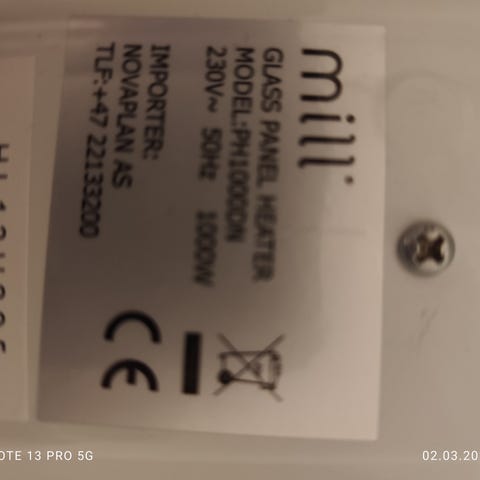 mill
GLASS PANEL HEATER
MODEL:PH1000DN
230V~ 50Hz 1000W
IMPORTER:
NOVAPLAN AS
TLF:+47 22133200
CE
OTE 13 PRO 5G
02.03.20